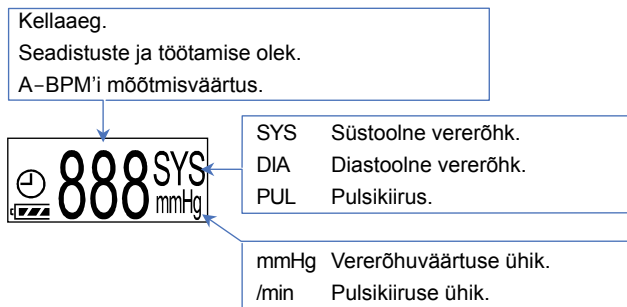 Kellaaeg.
Seadistuste ja töötamise olek.
A−BPM'i mõõtmisväärtus.
888 SYS
mmHg
SYS Süstoolne vererõhk.
DIA Diastoolne vererõhk.
PUL Pulsikiirus.
mmHg Vererõhuväärtuse ühik.
/min Pulsikiiruse ühik.